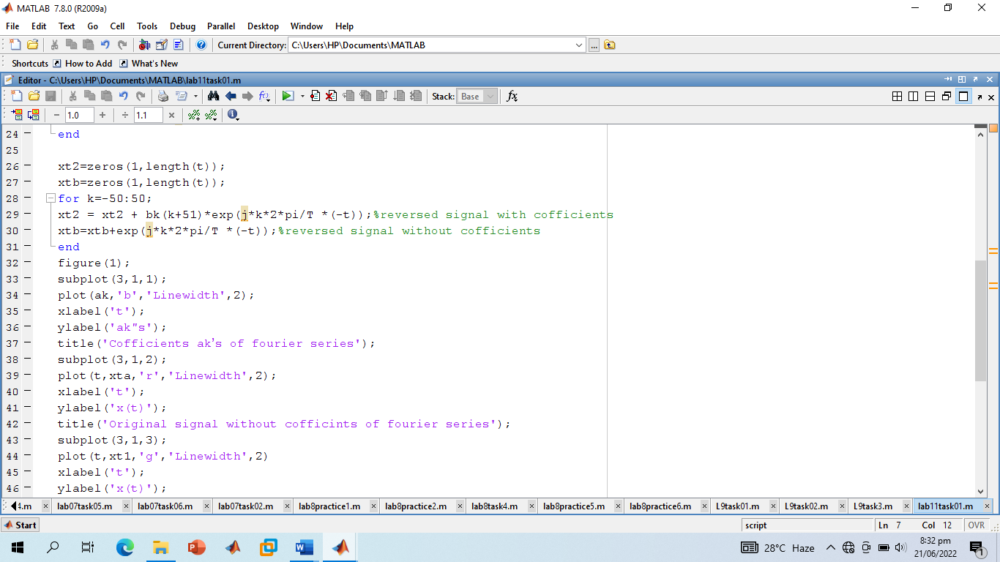 MATLAB 7.8.0 (R2009a)
File Edit Text Go Cell Tools Debug Parallel Desktop Window Help
Current Directory: C:\Users\HP\Documents\MATLAB ...
Shortcuts How to Add What's New
Editor - C:\Users\HP\Documents\MATLAB\lab11task01.m
Stack: Base fx
− 1.0 + ÷ 1.1 ×
24 − end
25
26 − xt2=zeros(1,length(t));
27 − xtb=zeros(1,length(t));
28 − for k=-50:50;
29 − xt2 = xt2 + bk(k+51)*exp(j*k*2*pi/T *(-t));%reversed signal with cofficients
30 − xtb=xtb+exp(j*k*2*pi/T *(-t));%reversed signal without cofficients
31 − end
32 − figure(1);
33 − subplot(3,1,1);
34 − plot(ak,'b','Linewidth',2);
35 − xlabel('t');
36 − ylabel('ak"s');
37 − title('Cofficients ak’s of fourier series');
38 − subplot(3,1,2);
39 − plot(t,xta,'r','Linewidth',2);
40 − xlabel('t');
41 − ylabel('x(t)');
42 − title('Original signal without cofficints of fourier series');
43 − subplot(3,1,3);
44 − plot(t,xt1,'g','Linewidth',2)
45 − xlabel('t');
46 − ylabel('x(t)');
4.m lab07task05.m lab07task06.m lab07task02.m lab8practice1.m lab8practice2.m lab8task4.m lab8practice5.m lab8practice6.m L9task01.m L9task02.m L9task3.m lab11task01.m
Start script Ln 7 Col 12 OVR
28°C Haze 8:32 pm
21/06/2022 1